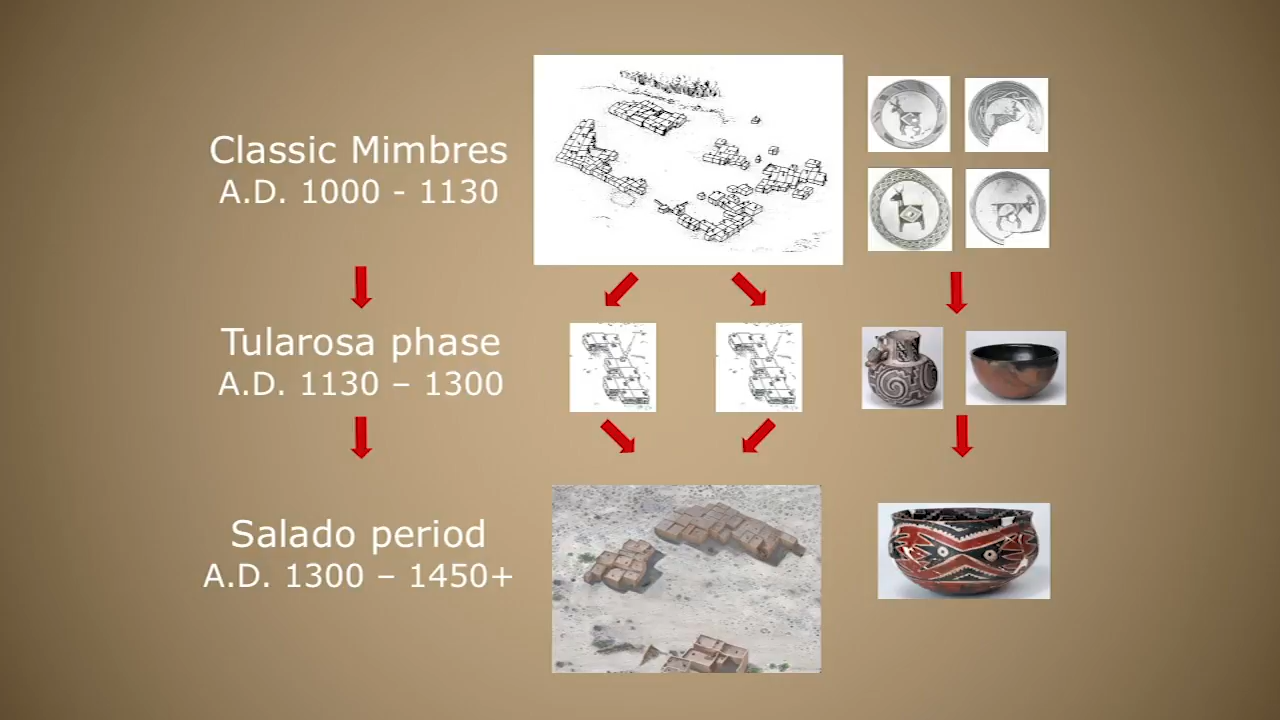 Classic Mimbres
A.D. 1000 - 1130
Tularosa phase
A.D. 1130 – 1300
Salado period
A.D. 1300 – 1450+